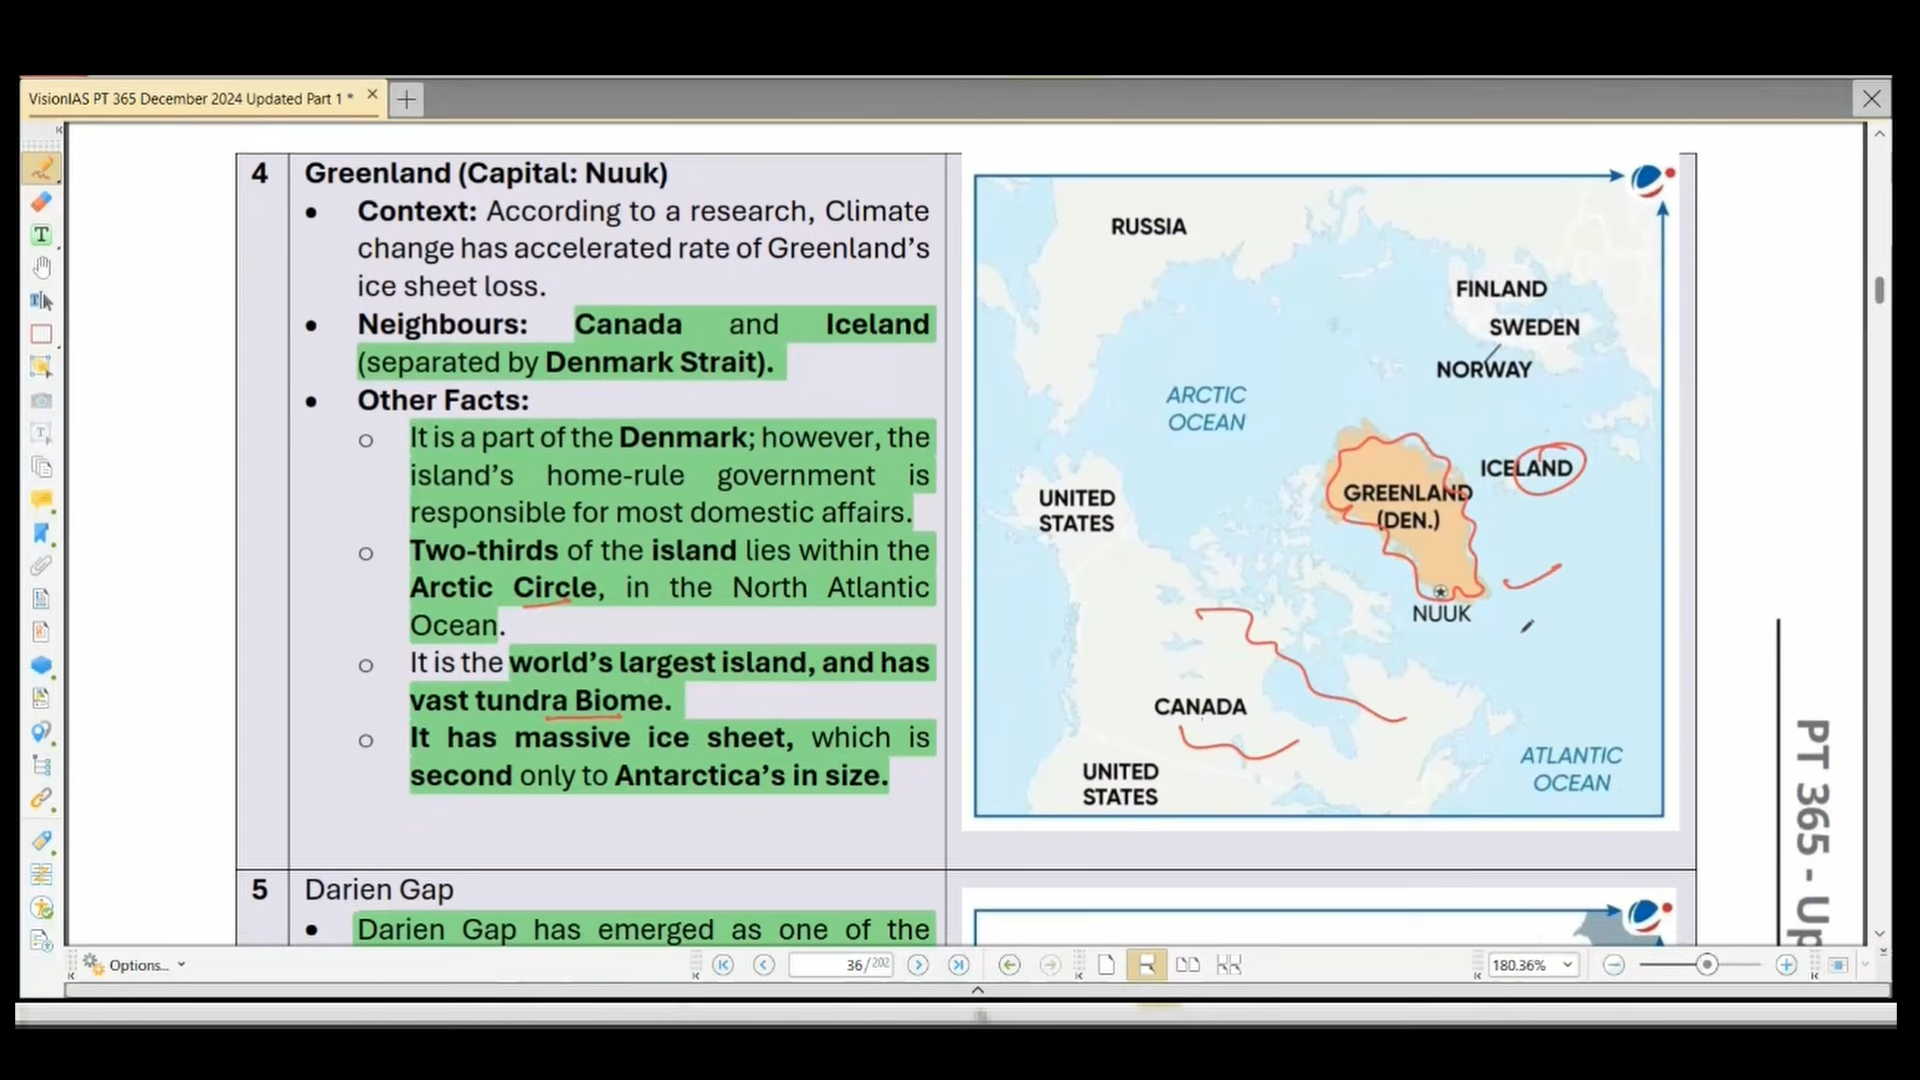 VisionIAS PT 365 December 2024 Updated Part 1 *
4
Greenland (Capital: Nuuk)
• Context: According to a research, Climate
change has accelerated rate of Greenland’s
ice sheet loss.
• Neighbours: Canada and Iceland
(separated by Denmark Strait).
• Other Facts:
o It is a part of the Denmark; however, the
island’s home-rule government is
responsible for most domestic affairs.
o Two-thirds of the island lies within the
Arctic Circle, in the North Atlantic
Ocean.
o It is the world’s largest island, and has
vast tundra Biome.
o It has massive ice sheet, which is
second only to Antarctica’s in size.
RUSSIA
FINLAND
SWEDEN
NORWAY
ARCTIC
OCEAN
ICELAND
GREENLAND
(DEN.)
UNITED
STATES
NUUK
CANADA
UNITED
STATES
ATLANTIC
OCEAN
5
Darien Gap
• Darien Gap has emerged as one of the
PT 365 - Up
Options...
36 / 202
180.36%